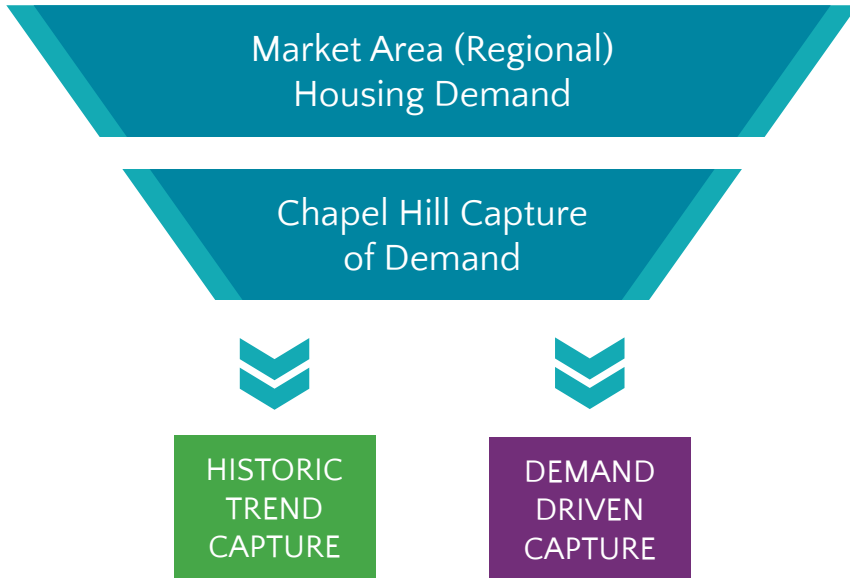 Market Area (Regional)
Housing Demand
Chapel Hill Capture
of Demand
HISTORIC
TREND
CAPTURE
DEMAND
DRIVEN
CAPTURE